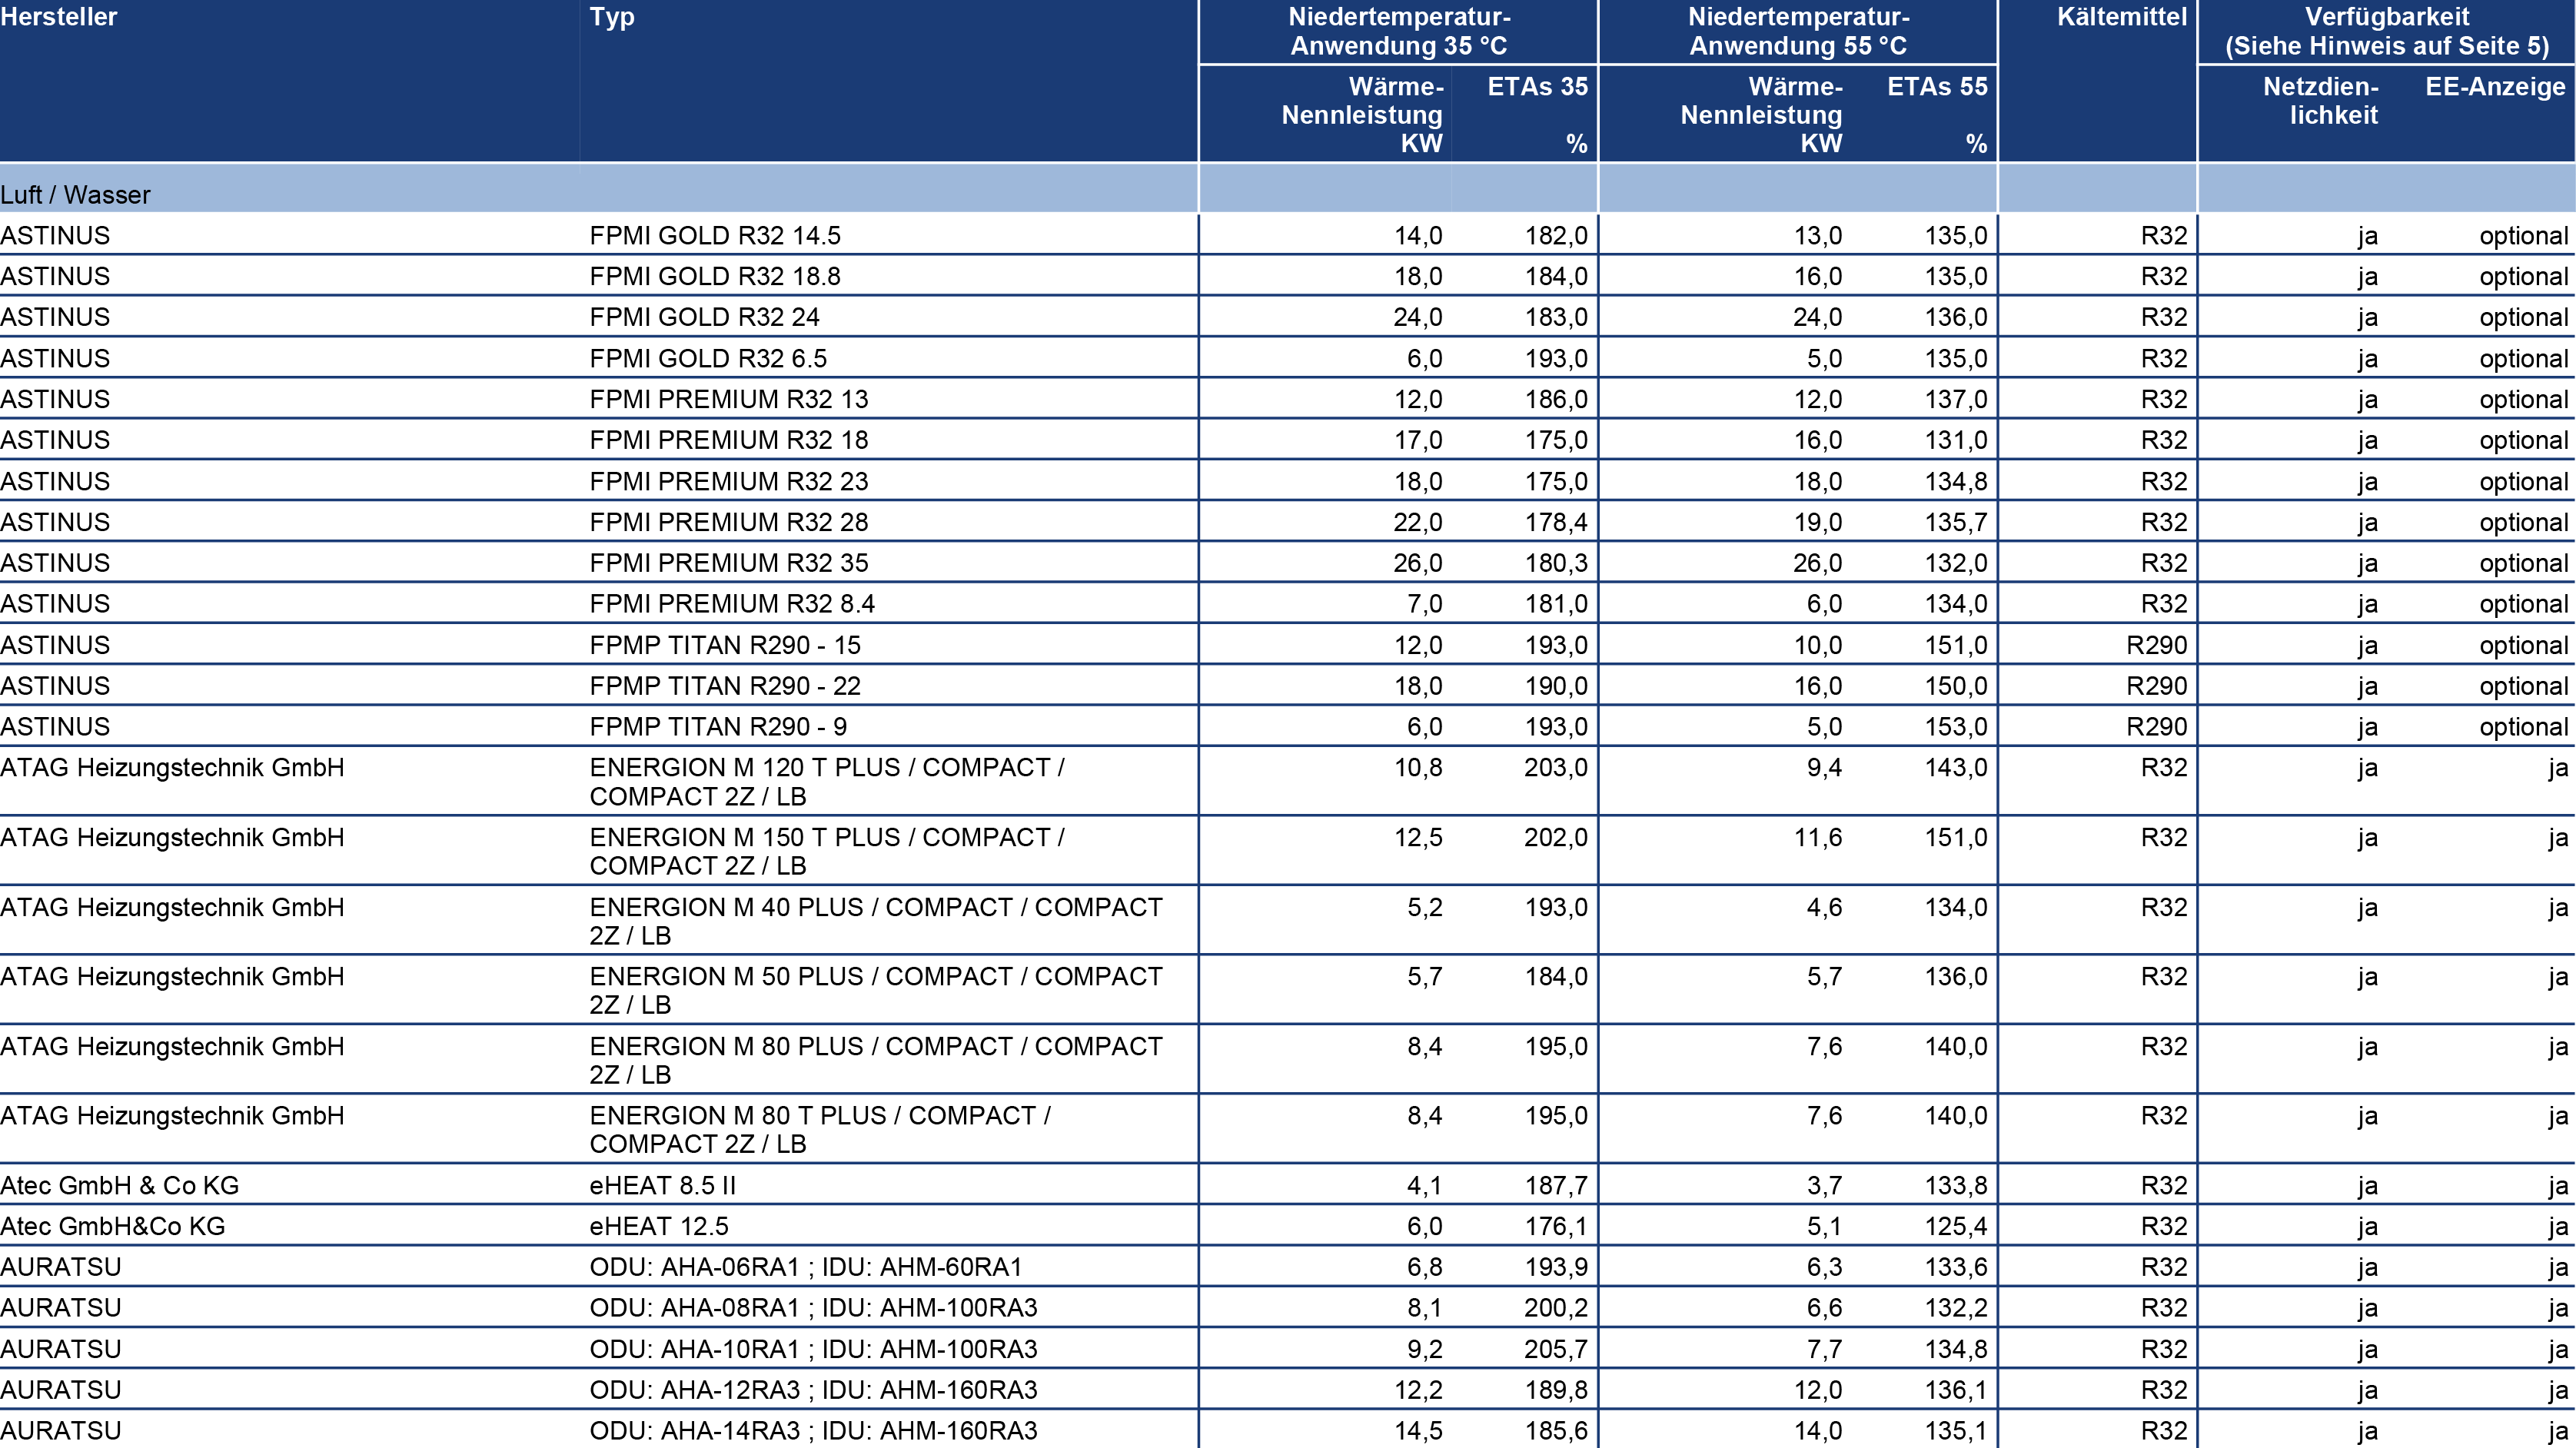 Hersteller Typ Niedertemperatur- Niedertemperatur- Kältemittel Verfügbarkeit
Anwendung 35 °C Anwendung 55 °C (Siehe Hinweis auf Seite 5)
Wärme- ETAs 35 Wärme- ETAs 55 Netzdien- EE-Anzeige
Nennleistung Nennleistung lichkeit
KW % KW %
Luft / Wasser
ASTINUS FPMI GOLD R32 14.5 14,0 182,0 13,0 135,0 R32 ja optional
ASTINUS FPMI GOLD R32 18.8 18,0 184,0 16,0 135,0 R32 ja optional
ASTINUS FPMI GOLD R32 24 24,0 183,0 24,0 136,0 R32 ja optional
ASTINUS FPMI GOLD R32 6.5 6,0 193,0 5,0 135,0 R32 ja optional
ASTINUS FPMI PREMIUM R32 13 12,0 186,0 12,0 137,0 R32 ja optional
ASTINUS FPMI PREMIUM R32 18 17,0 175,0 16,0 131,0 R32 ja optional
ASTINUS FPMI PREMIUM R32 23 18,0 175,0 18,0 134,8 R32 ja optional
ASTINUS FPMI PREMIUM R32 28 22,0 178,4 19,0 135,7 R32 ja optional
ASTINUS FPMI PREMIUM R32 35 26,0 180,3 26,0 132,0 R32 ja optional
ASTINUS FPMI PREMIUM R32 8.4 7,0 181,0 6,0 134,0 R32 ja optional
ASTINUS FPMP TITAN R290 - 15 12,0 193,0 10,0 151,0 R290 ja optional
ASTINUS FPMP TITAN R290 - 22 18,0 190,0 16,0 150,0 R290 ja optional
ASTINUS FPMP TITAN R290 - 9 6,0 193,0 5,0 153,0 R290 ja optional
ATAG Heizungstechnik GmbH ENERGION M 120 T PLUS / COMPACT / 10,8 203,0 9,4 143,0 R32 ja ja
COMPACT 2Z / LB
ATAG Heizungstechnik GmbH ENERGION M 150 T PLUS / COMPACT / 12,5 202,0 11,6 151,0 R32 ja ja
COMPACT 2Z / LB
ATAG Heizungstechnik GmbH ENERGION M 40 PLUS / COMPACT / COMPACT 5,2 193,0 4,6 134,0 R32 ja ja
2Z / LB
ATAG Heizungstechnik GmbH ENERGION M 50 PLUS / COMPACT / COMPACT 5,7 184,0 5,7 136,0 R32 ja ja
2Z / LB
ATAG Heizungstechnik GmbH ENERGION M 80 PLUS / COMPACT / COMPACT 8,4 195,0 7,6 140,0 R32 ja ja
2Z / LB
ATAG Heizungstechnik GmbH ENERGION M 80 T PLUS / COMPACT / 8,4 195,0 7,6 140,0 R32 ja ja
COMPACT 2Z / LB
Atec GmbH & Co KG eHEAT 8.5 II 4,1 187,7 3,7 133,8 R32 ja ja
Atec GmbH&Co KG eHEAT 12.5 6,0 176,1 5,1 125,4 R32 ja ja
AURATSU ODU: AHA-06RA1 ; IDU: AHM-60RA1 6,8 193,9 6,3 133,6 R32 ja ja
AURATSU ODU: AHA-08RA1 ; IDU: AHM-100RA3 8,1 200,2 6,6 132,2 R32 ja ja
AURATSU ODU: AHA-10RA1 ; IDU: AHM-100RA3 9,2 205,7 7,7 134,8 R32 ja ja
AURATSU ODU: AHA-12RA3 ; IDU: AHM-160RA3 12,2 189,8 12,0 136,1 R32 ja ja
AURATSU ODU: AHA-14RA3 ; IDU: AHM-160RA3 14,5 185,6 14,0 135,1 R32 ja ja